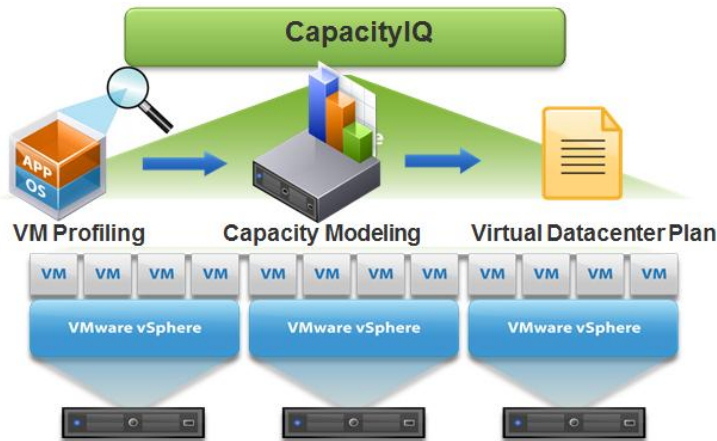 CapacityIQ
APP
OS
VM Profiling
Capacity Modeling
Virtual Datacenter Plan
VM VM VM VM VM VM VM VM VM VM VM VM
VMware vSphere VMware vSphere VMware vSphere